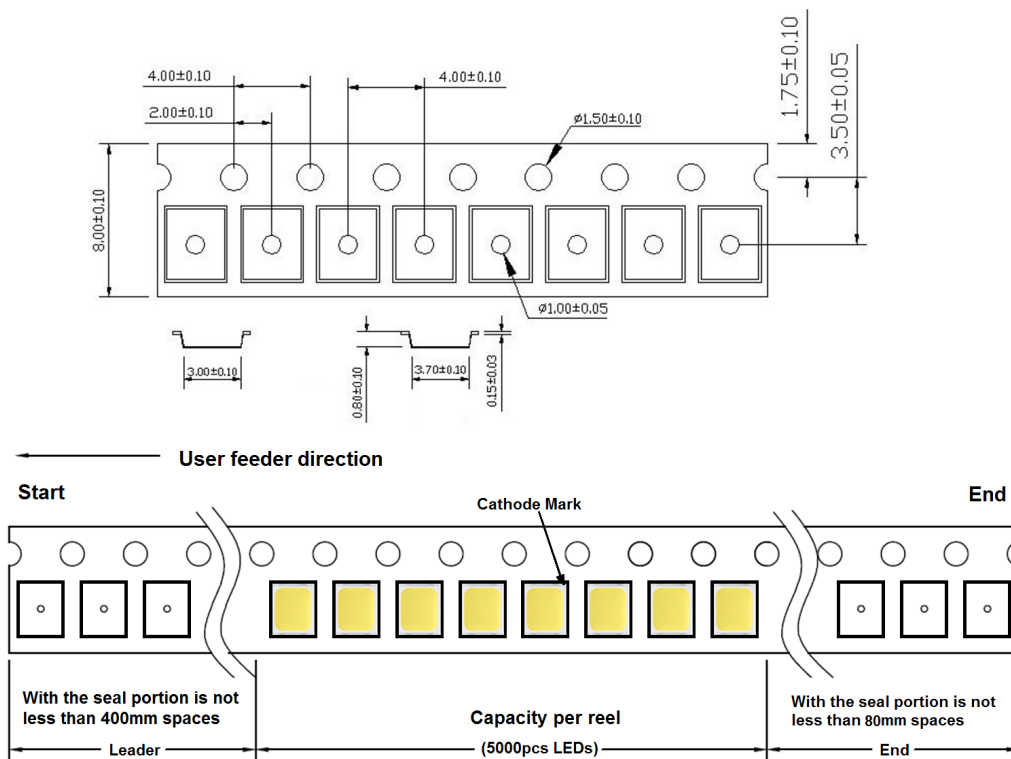 4.00±0.10
4.00±0.10
2.00±0.10
ø1.50±0.10
1.75±0.10
3.50±0.05
8.00±0.10
ø1.00±0.05
3.00±0.10
0.80±0.10
3.70±0.10
0.15±0.03
User feeder direction
Start
End
Cathode Mark
With the seal portion is not
less than 400mm spaces
Capacity per reel
With the seal portion is not
less than 80mm spaces
Leader
(5000pcs LEDs)
End